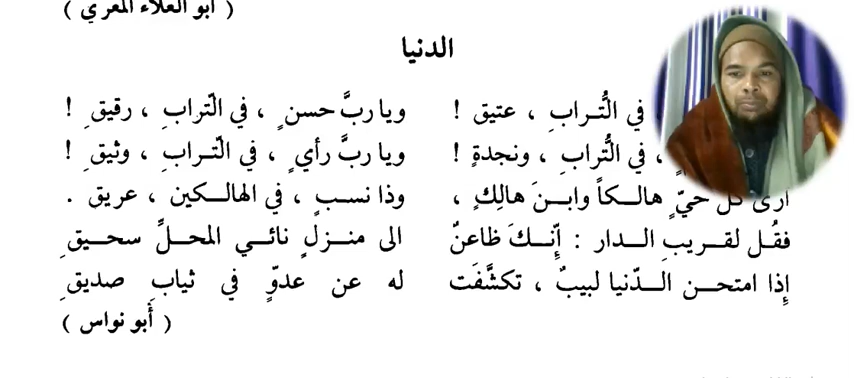 ( أبو العلاء المعري )
الدنيا
في التُّرابِ ، عتيق ! ويا ربَّ حسنٍ ، في التّرابِ ، رقيقِ !
، في التُّرابِ ، ونجدةٍ ! ويا ربَّ رأيٍ ، في التّرابِ ، وثيقِ !
أرى كل حيٍّ هالكاً وابنَ هالِكٍ ، وذا نسبٍ ، في الهالكين ، عريق .
فقُل لقريبِ الدار : إنّكَ ظاعنٌ الى منزلٍ نائي المحلِّ سحيقِ
إذا امتحن الدّنيا لبيبٌ ، تكشَّفَت له عن عدوٍّ في ثيابِ صديقِ
( أبو نواس )